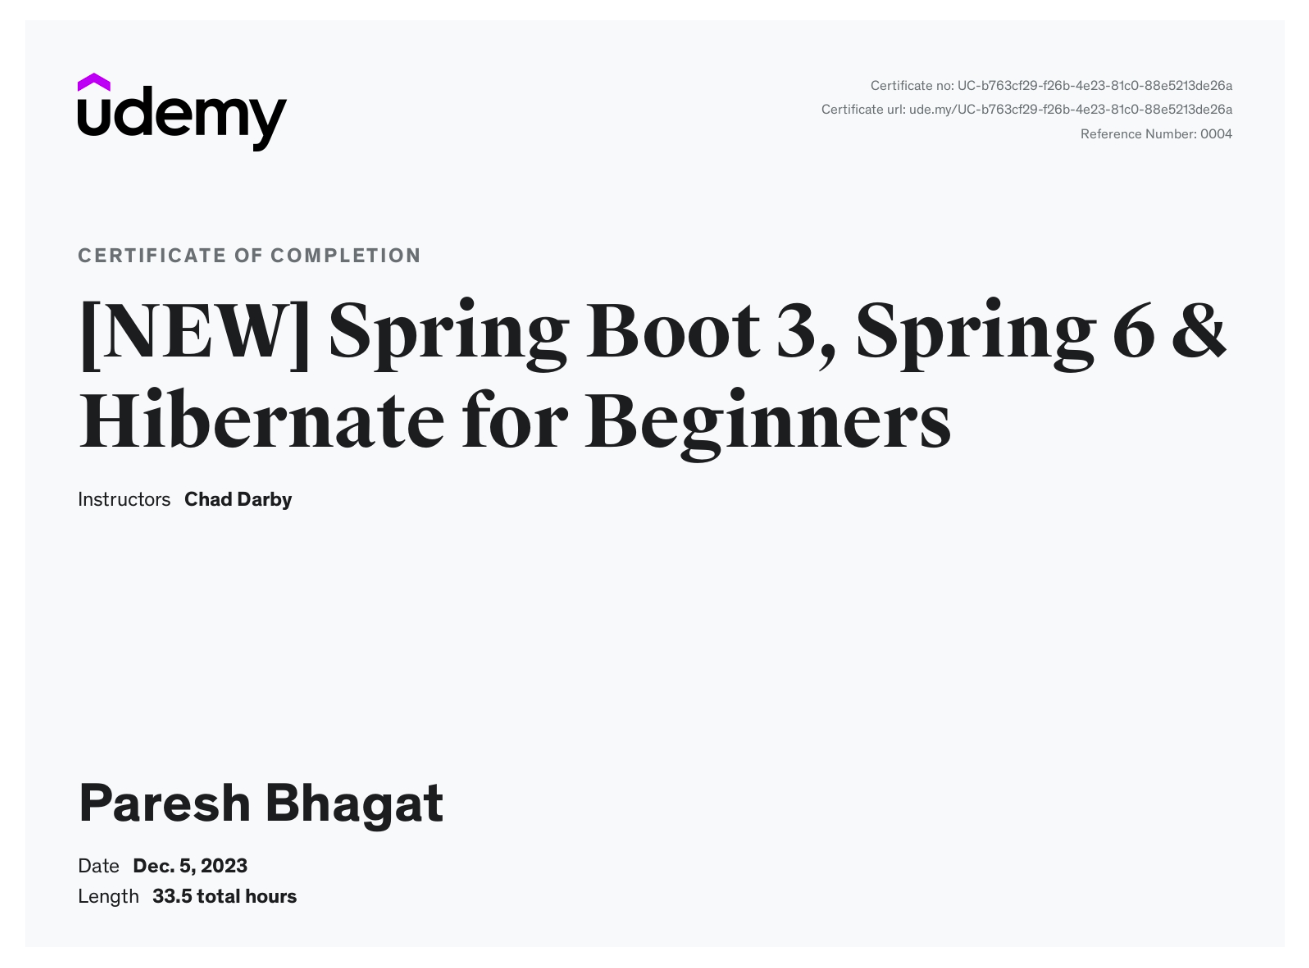 udemy
Certificate no: UC-b763cf29-f26b-4e23-81c0-88e5213de26a
Certificate url: ude.my/UC-b763cf29-f26b-4e23-81c0-88e5213de26a
Reference Number: 0004
CERTIFICATE OF COMPLETION
[NEW] Spring Boot 3, Spring 6 &
Hibernate for Beginners
Instructors Chad Darby
Paresh Bhagat
Date Dec. 5, 2023
Length 33.5 total hours